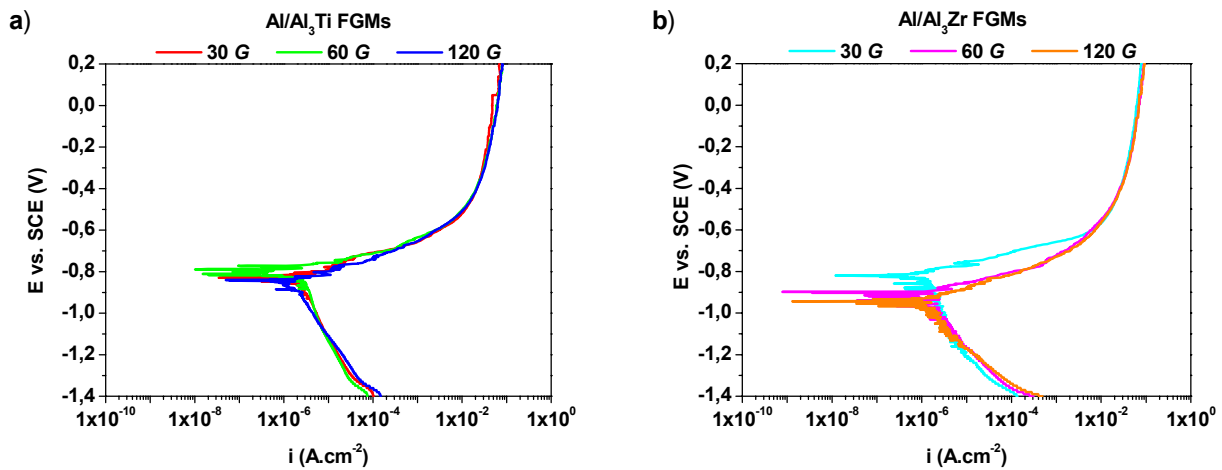 a)
Al/Al₃Ti FGMs
30 G 60 G 120 G
0,2
0,0
-0,2
-0,4
-0,6
-0,8
-1,0
-1,2
-1,4
E vs. SCE (V)
1x10⁻¹⁰ 1x10⁻⁸ 1x10⁻⁶ 1x10⁻⁴ 1x10⁻² 1x10⁰
i (A.cm⁻²)
b)
Al/Al₃Zr FGMs
30 G 60 G 120 G
0,2
0,0
-0,2
-0,4
-0,6
-0,8
-1,0
-1,2
-1,4
E vs. SCE (V)
1x10⁻¹⁰ 1x10⁻⁸ 1x10⁻⁶ 1x10⁻⁴ 1x10⁻² 1x10⁰
i (A.cm⁻²)